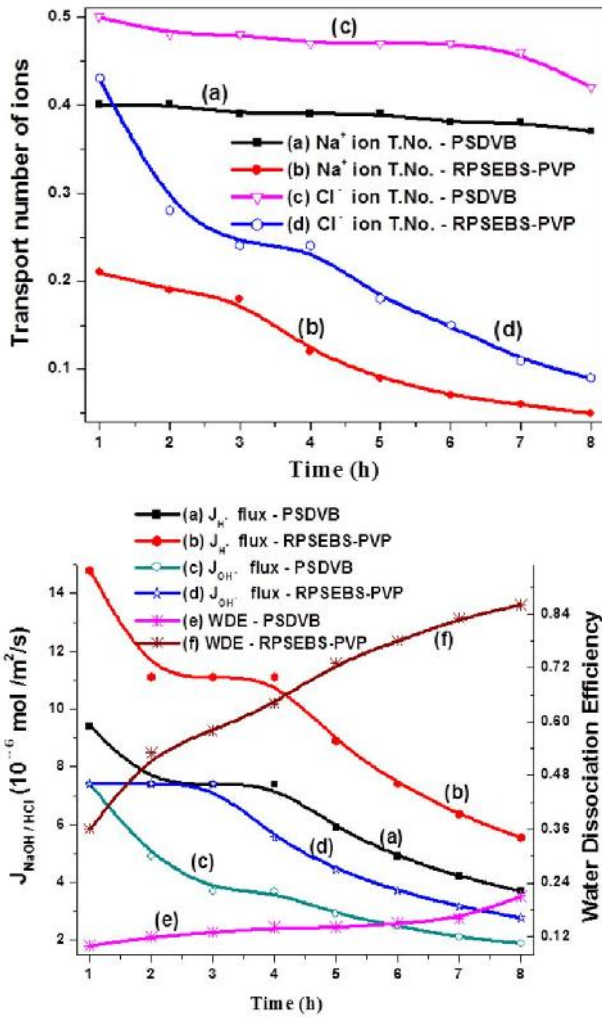 0.5
0.4
0.3
0.2
0.1
Transport number of ions
(c)
(a)
(a) Na⁺ ion T.No. - PSDVB
(b) Na⁺ ion T.No. - RPSEBS-PVP
(c) Cl⁻ ion T.No. - PSDVB
(d) Cl⁻ ion T.No. - RPSEBS-PVP
(b)
(d)
1 2 3 4 5 6 7 8
Time (h)
(a) J_H⁺ flux - PSDVB
(b) J_H⁺ flux - RPSEBS-PVP
(c) J_OH⁻ flux - PSDVB
(d) J_OH⁻ flux - RPSEBS-PVP
(e) WDE - PSDVB
(f) WDE - RPSEBS-PVP
14
11
8
6
4
2
J_NaOH / HCl (10⁻⁶ mol /m²/s)
(f)
(b)
(a)
(d)
(c)
(e)
0.84
0.72
0.60
0.48
0.36
0.24
0.12
Water Dissociation Efficiency
1 2 3 4 5 6 7 8
Time (h)